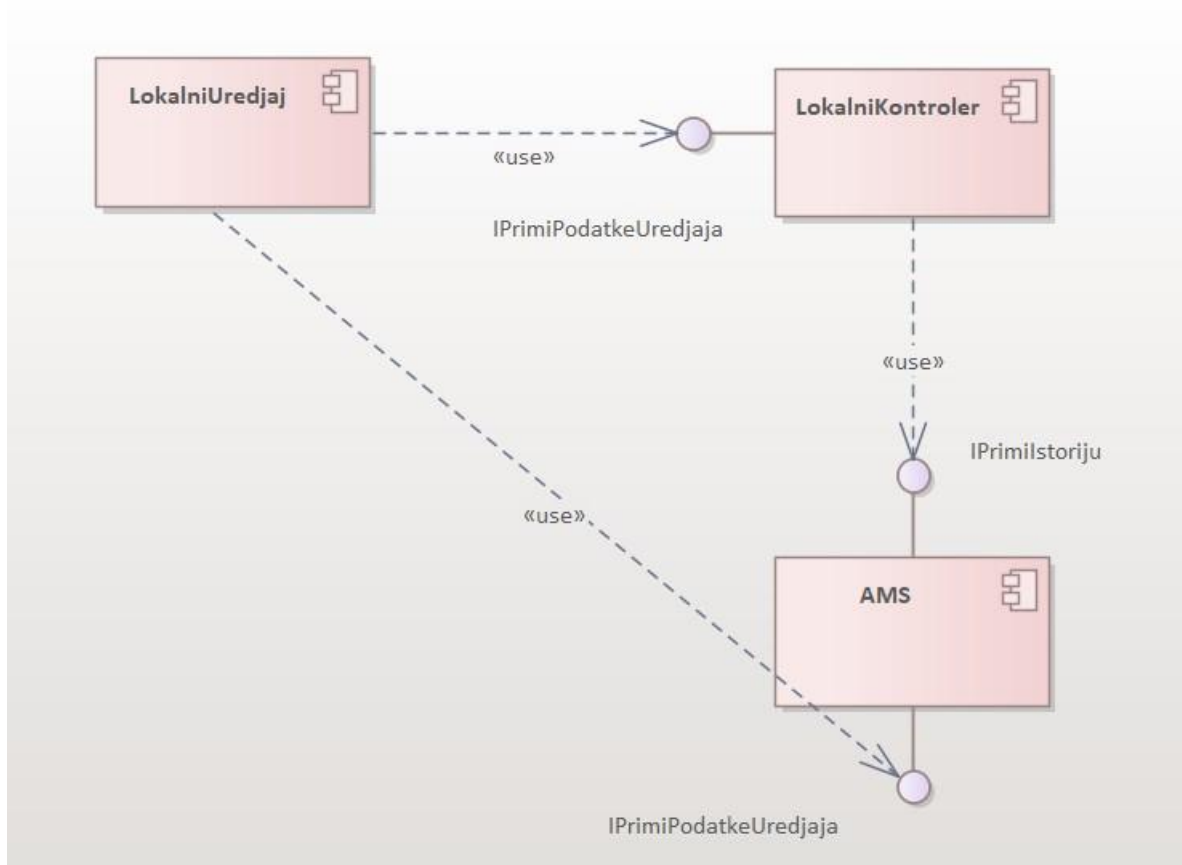 LokalniUredjaj
LokalniKontroler
«use»
IPrimiPodatkeUredjaja
«use»
IPrimiIstoriju
«use»
AMS
IPrimiPodatkeUredjaja